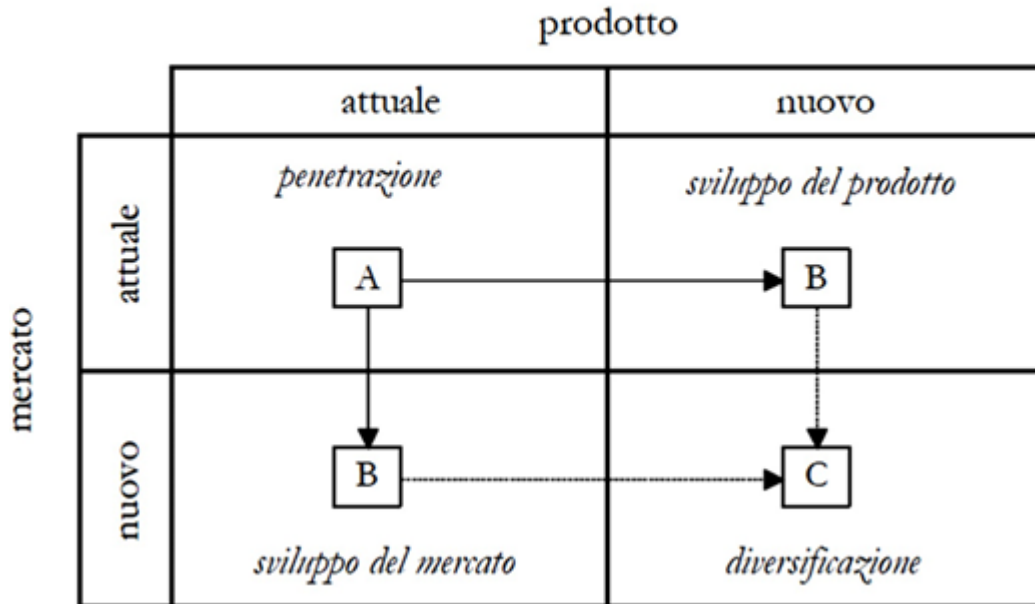 prodotto
attuale
nuovo
mercato
attuale
penetrazione
sviluppo del prodotto
A
B
nuovo
B
C
sviluppo del mercato
diversificazione